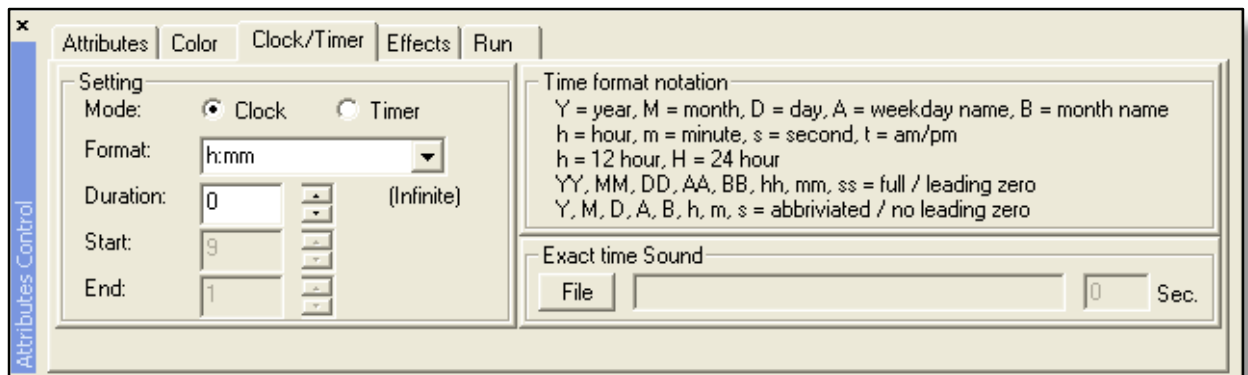 Attributes Color Clock/Timer Effects Run
Setting
Mode: Clock Timer
Format: h:mm
Duration: 0 (Infinite)
Start: 9
End: 1
Time format notation
Y = year, M = month, D = day, A = weekday name, B = month name
h = hour, m = minute, s = second, t = am/pm
h = 12 hour, H = 24 hour
YY, MM, DD, AA, BB, hh, mm, ss = full / leading zero
Y, M, D, A, B, h, m, s = abbriviated / no leading zero
Exact time Sound
File 0 Sec.
Attributes Control